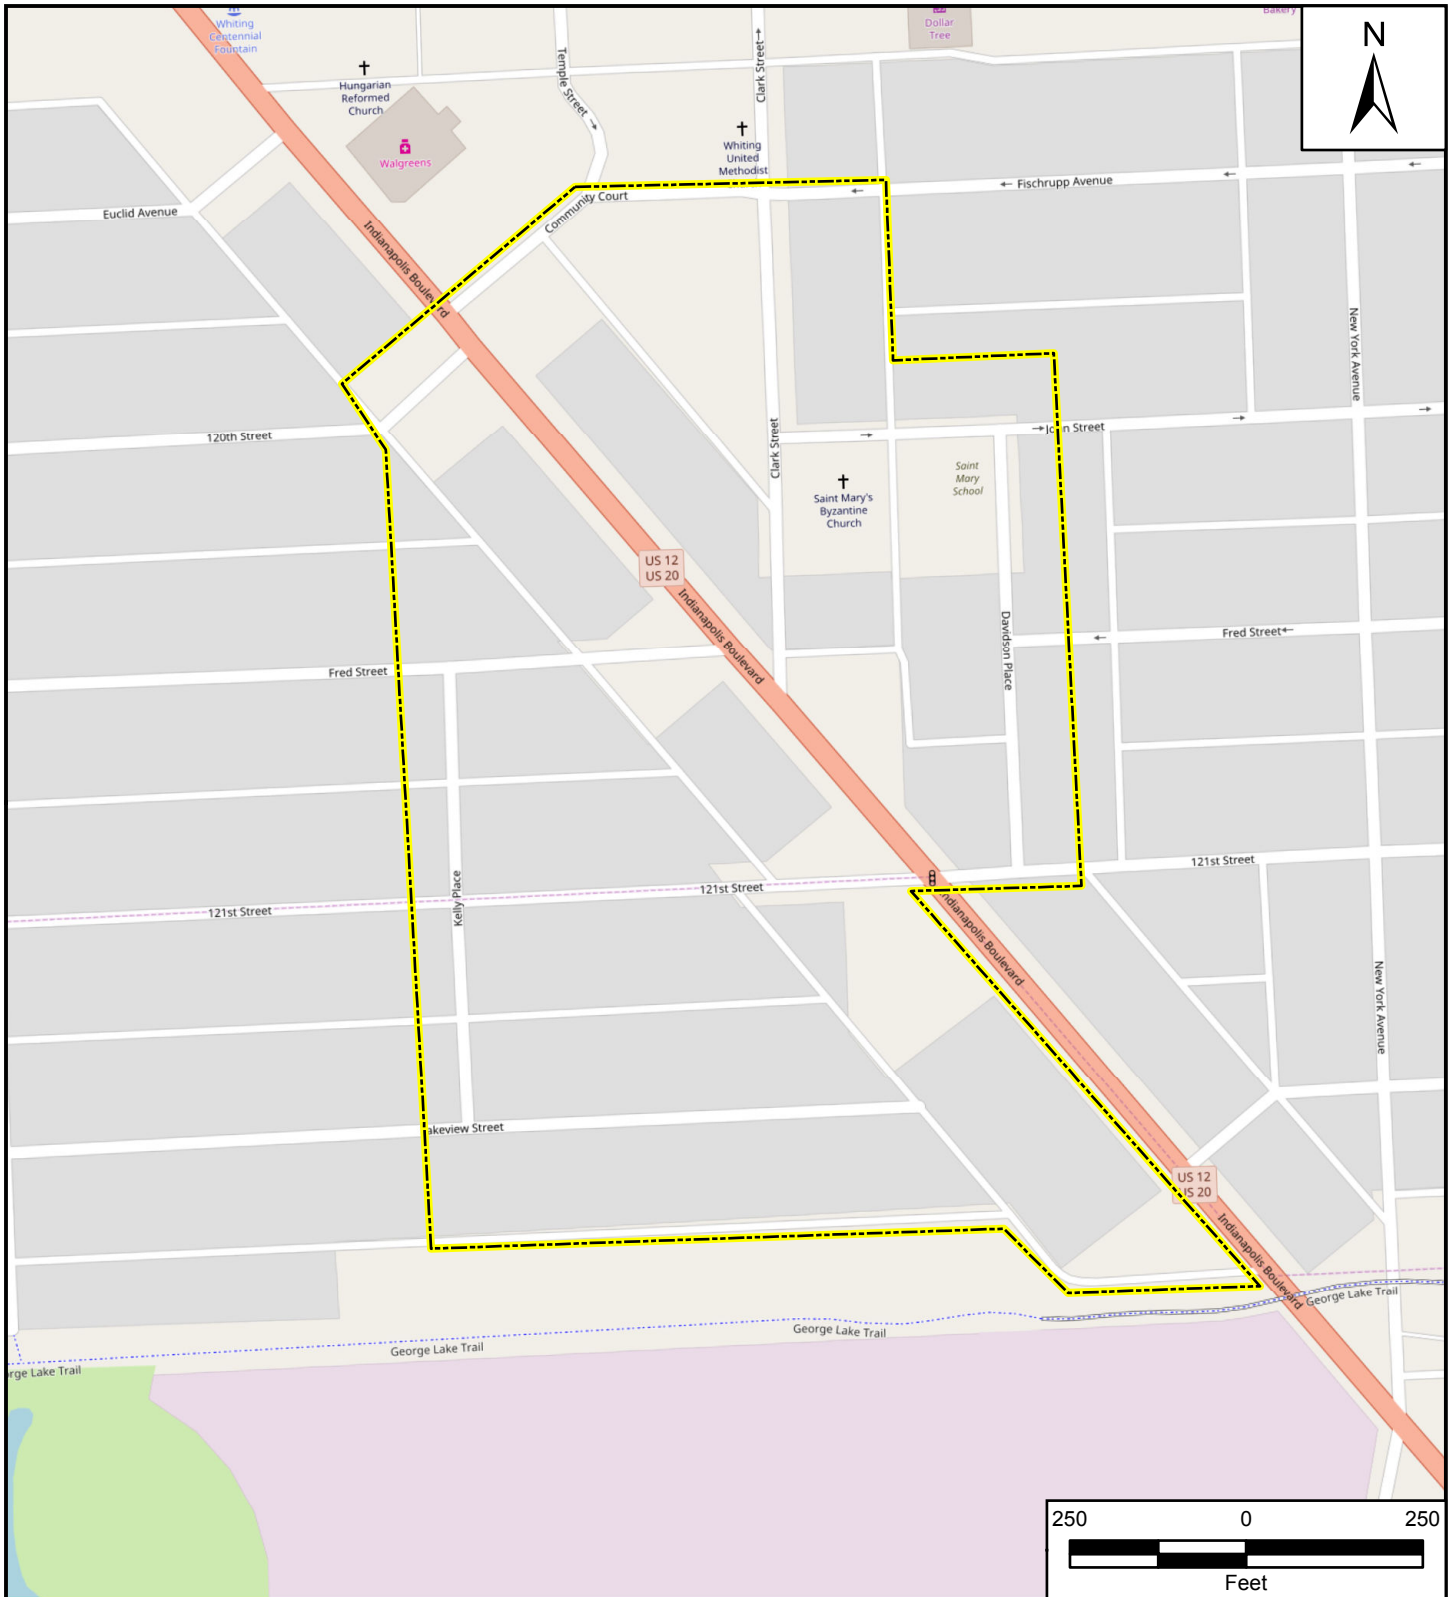 Whiting
Centennial
Fountain
Dollar
Tree
Bakery
N
Temple Street
Clark Street
Hungarian
Reformed
Church
Walgreens
Whiting
United
Methodist
Fischrupp Avenue
Euclid Avenue
Community Court
Indianapolis Boulevard
New York Avenue
120th Street
Clark Street
John Street
Saint
Mary
School
Saint Mary's
Byzantine
Church
US 12
US 20
Indianapolis Boulevard
Davidson Place
Fred Street
Fred Street
121st Street
121st Street
121st Street
Kelly Place
Indianapolis Boulevard
New York Avenue
akeview Street
US 12
US 20
Indianapolis Boulevard
George Lake Trail
George Lake Trail
George Lake Trail
rge Lake Trail
250 0 250
Feet